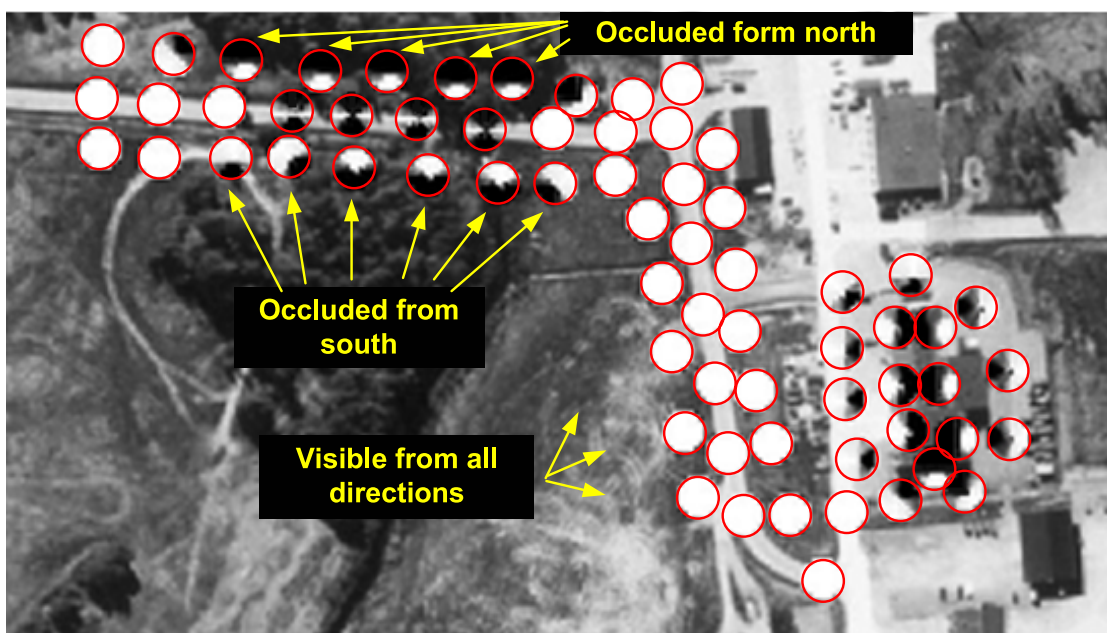 Occluded form north
Occluded from
south
Visible from all
directions